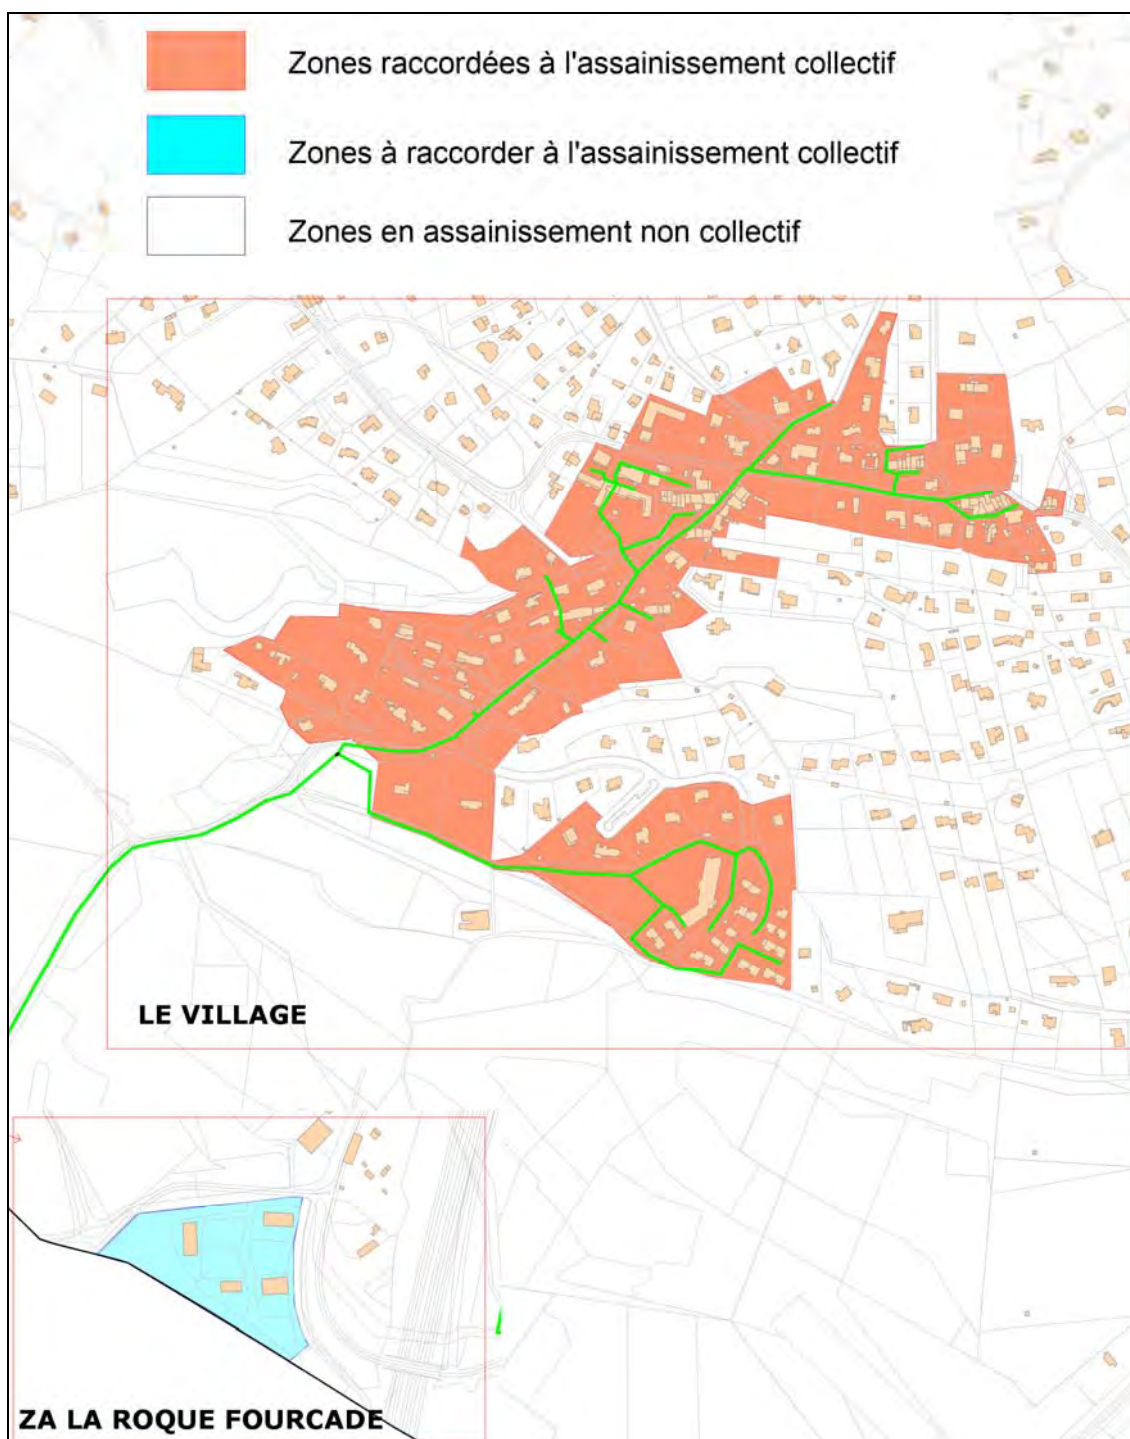 Zones raccordées à l'assainissement collectif
Zones à raccorder à l'assainissement collectif
Zones en assainissement non collectif
LE VILLAGE
ZA LA ROQUE FOURCADE